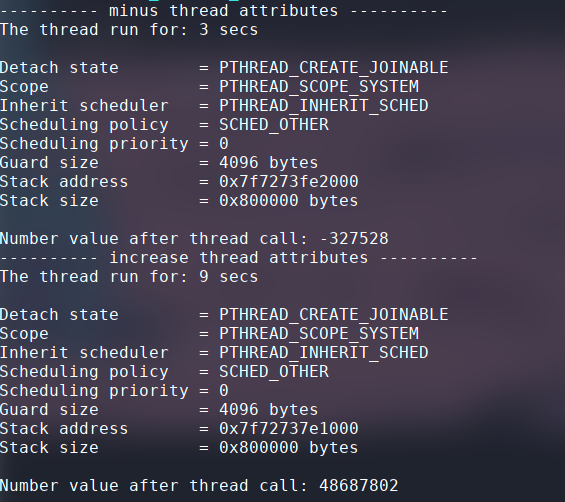 ---------- minus thread attributes ----------
The thread run for: 3 secs
Detach state        = PTHREAD_CREATE_JOINABLE
Scope               = PTHREAD_SCOPE_SYSTEM
Inherit scheduler   = PTHREAD_INHERIT_SCHED
Scheduling policy   = SCHED_OTHER
Scheduling priority = 0
Guard size          = 4096 bytes
Stack address       = 0x7f7273fe2000
Stack size          = 0x800000 bytes
Number value after thread call: -327528
---------- increase thread attributes ----------
The thread run for: 9 secs
Detach state        = PTHREAD_CREATE_JOINABLE
Scope               = PTHREAD_SCOPE_SYSTEM
Inherit scheduler   = PTHREAD_INHERIT_SCHED
Scheduling policy   = SCHED_OTHER
Scheduling priority = 0
Guard size          = 4096 bytes
Stack address       = 0x7f72737e1000
Stack size          = 0x800000 bytes
Number value after thread call: 48687802